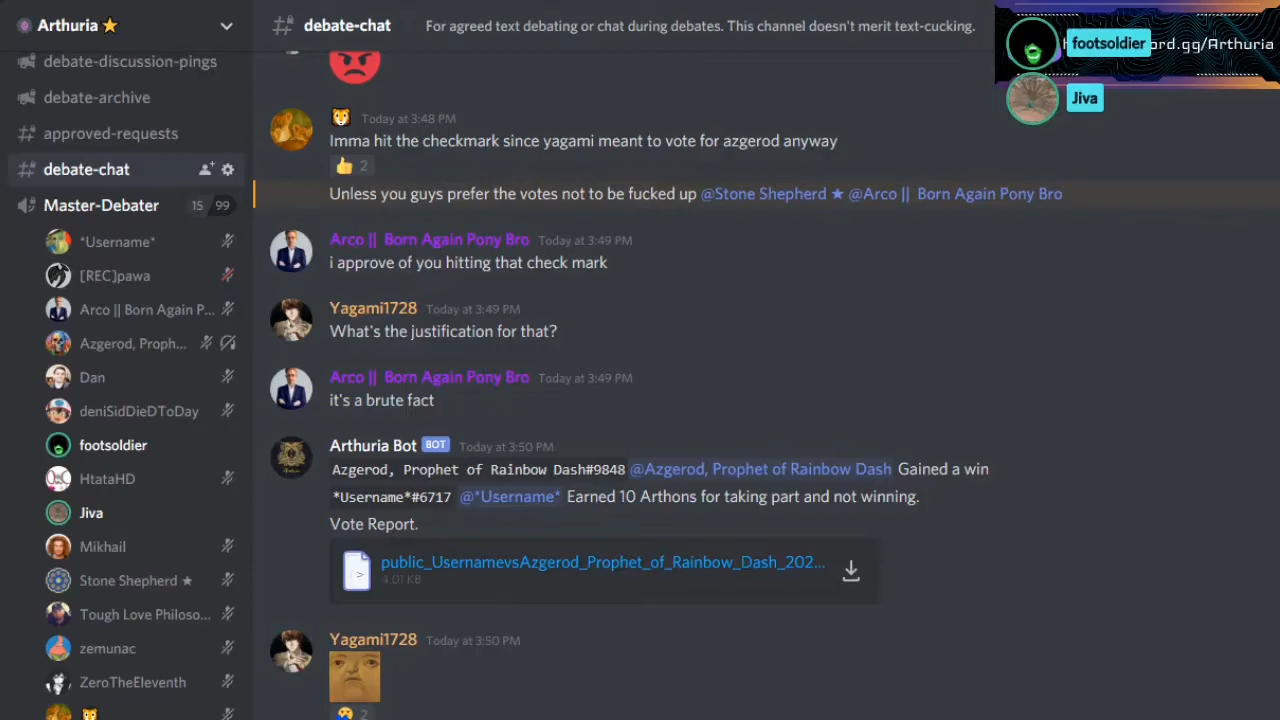 Arthuria
debate-discussion-pings
debate-archive
approved-requests
debate-chat
Master-Debater 15 99
*Username*
[REC]pawa
Arco || Born Again P...
Azgerod, Proph...
Dan
deniSidDieDToDay
footsoldier
HtataHD
Jiva
Mikhail
Stone Shepherd ★
Tough Love Philoso...
zemunac
ZeroTheEleventh
debate-chat For agreed text debating or chat during debates. This channel doesn't merit text-cucking.
Today at 3:48 PM
Imma hit the checkmark since yagami meant to vote for azgerod anyway
2
Unless you guys prefer the votes not to be fucked up @Stone Shepherd ★ @Arco || Born Again Pony Bro
Arco || Born Again Pony Bro Today at 3:49 PM
i approve of you hitting that check mark
Yagami1728 Today at 3:49 PM
What's the justification for that?
Arco || Born Again Pony Bro Today at 3:49 PM
it's a brute fact
Arthuria Bot BOT Today at 3:50 PM
Azgerod, Prophet of Rainbow Dash#9848 @Azgerod, Prophet of Rainbow Dash Gained a win
*Username*#6717 @*Username* Earned 10 Arthons for taking part and not winning.
Vote Report.
public_UsernamevsAzgerod_Prophet_of_Rainbow_Dash_202...
4.01 KB
Yagami1728 Today at 3:50 PM
2
footsoldier ord.gg/Arthuria
Jiva